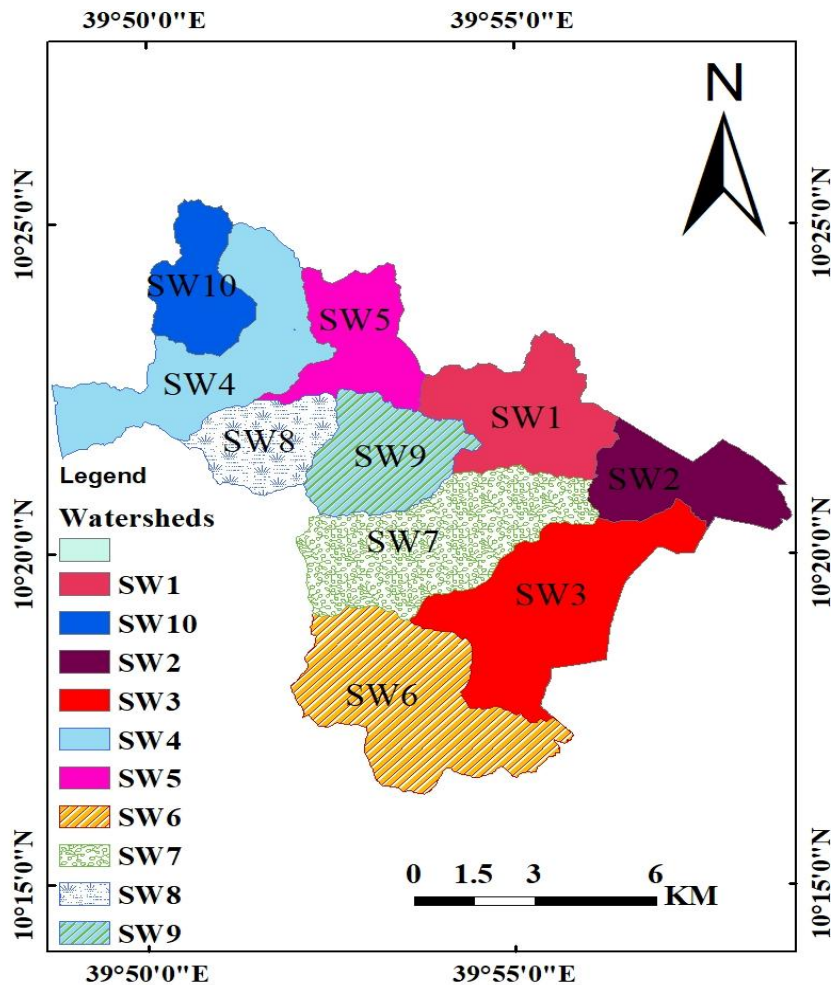 39°50'0"E 39°55'0"E
N
10°25'0"N 10°25'0"N
SW10
SW5
SW4
SW1
SW8
SW9
SW2
Legend
Watersheds
SW7
10°20'0"N 10°20'0"N
SW3
SW6
SW1
SW10
SW2
SW3
SW4
SW5
SW6
SW7
SW8
SW9
0 1.5 3 6
KM
10°15'0"N 10°15'0"N
39°50'0"E 39°55'0"E